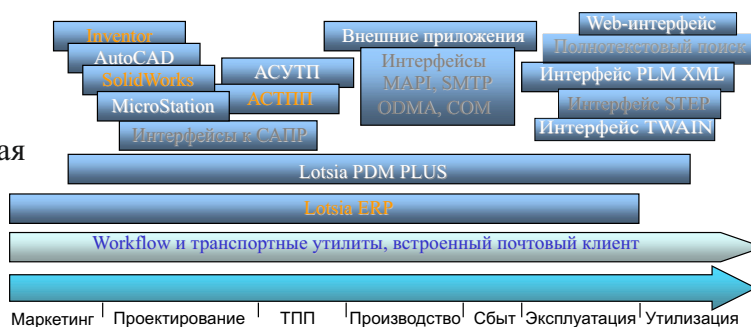 Inventor
AutoCAD
SolidWorks
MicroStation
Интерфейсы к САПР
АСУТП
АСТПП
Внешние приложения
Интерфейсы
MAPI, SMTP
ODMA, COM
Web-интерфейс
Полнотекстовый поиск
Интерфейс PLM XML
Интерфейс STEP
Интерфейс TWAIN
ая
Lotsia PDM PLUS
Lotsia ERP
Workflow и транспортные утилиты, встроенный почтовый клиент
Маркетинг Проектирование ТПП Производство Сбыт Эксплуатация Утилизация